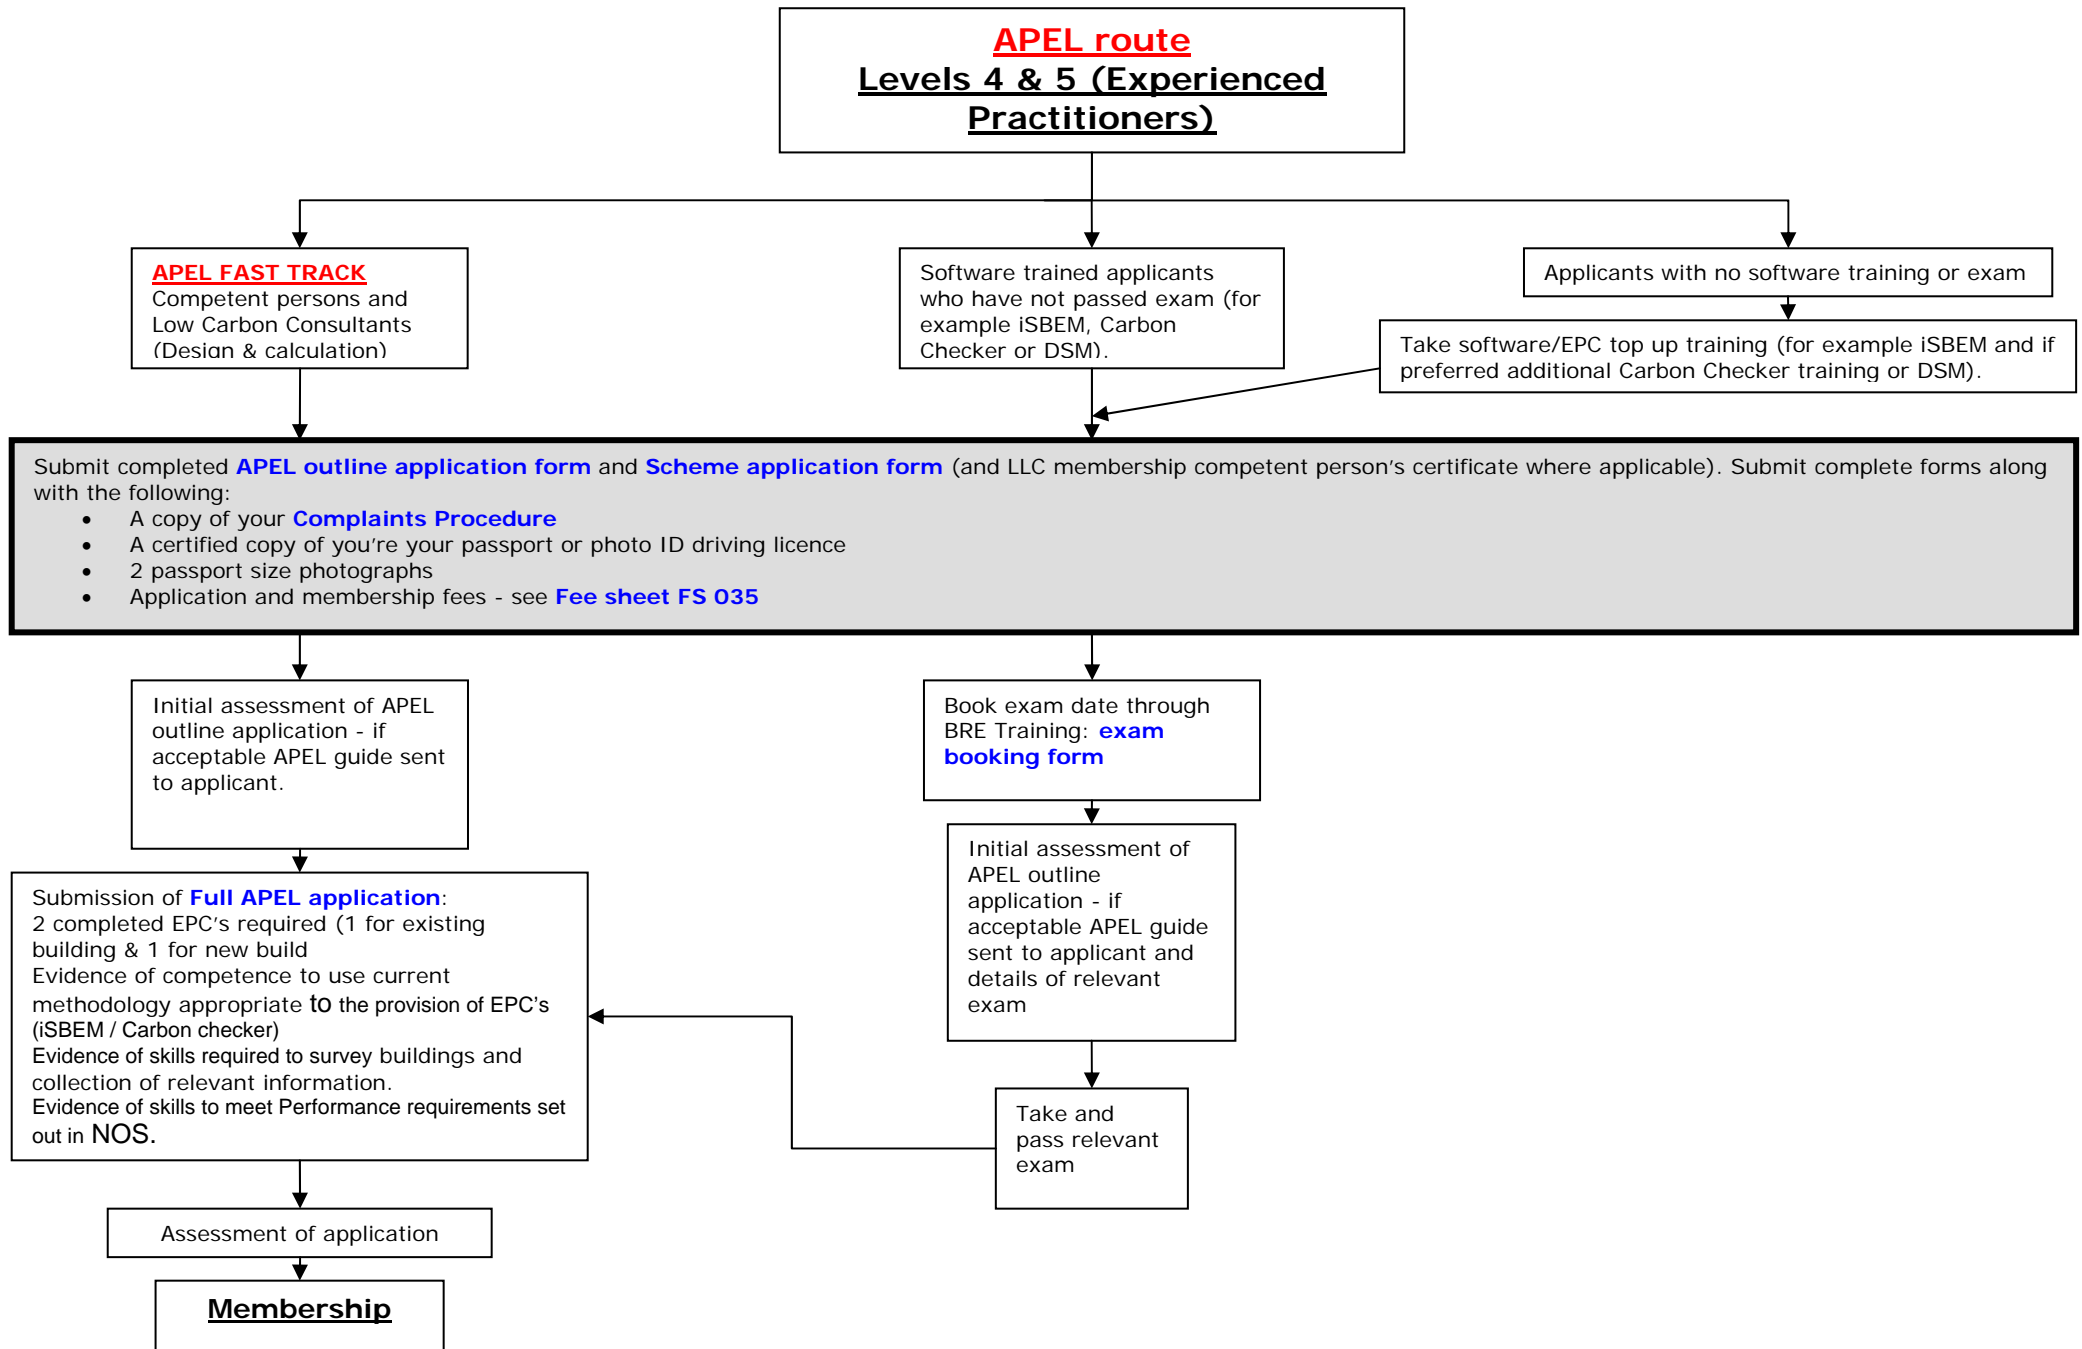 APEL route
Levels 4 & 5 (Experienced
Practitioners)
APEL FAST TRACK
Competent persons and
Low Carbon Consultants
(Design & calculation)
Software trained applicants
who have not passed exam (for
example iSBEM, Carbon
Checker or DSM).
Applicants with no software training or exam
Take software/EPC top up training (for example iSBEM and if
preferred additional Carbon Checker training or DSM).
Submit completed APEL outline application form and Scheme application form (and LLC membership competent person's certificate where applicable). Submit complete forms along
with the following:
• A copy of your Complaints Procedure
• A certified copy of you're your passport or photo ID driving licence
• 2 passport size photographs
• Application and membership fees - see Fee sheet FS 035
Initial assessment of APEL
outline application - if
acceptable APEL guide sent
to applicant.
Book exam date through
BRE Training: exam
booking form
Initial assessment of
APEL outline
application - if
acceptable APEL guide
sent to applicant and
details of relevant
exam
Submission of Full APEL application:
2 completed EPC's required (1 for existing
building & 1 for new build
Evidence of competence to use current
methodology appropriate to the provision of EPC's
(iSBEM / Carbon checker)
Evidence of skills required to survey buildings and
collection of relevant information.
Evidence of skills to meet Performance requirements set
out in NOS.
Take and
pass relevant
exam
Assessment of application
Membership